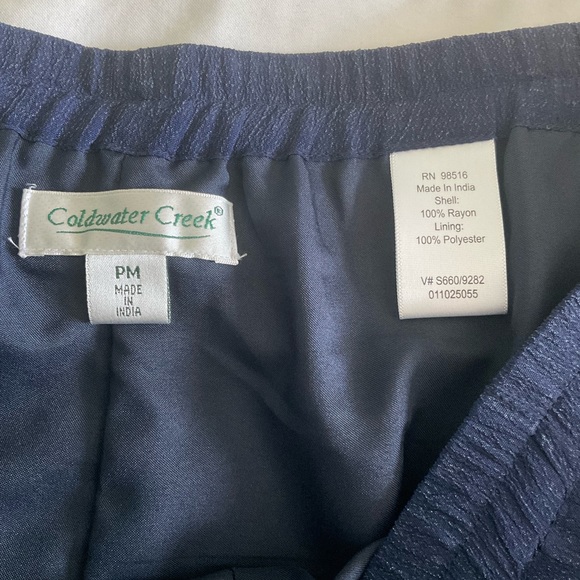 Coldwater Creek®
PM
MADE
IN
INDIA
RN 98516
Made In India
Shell:
100% Rayon
Lining:
100% Polyester
V# S660/9282
011025055